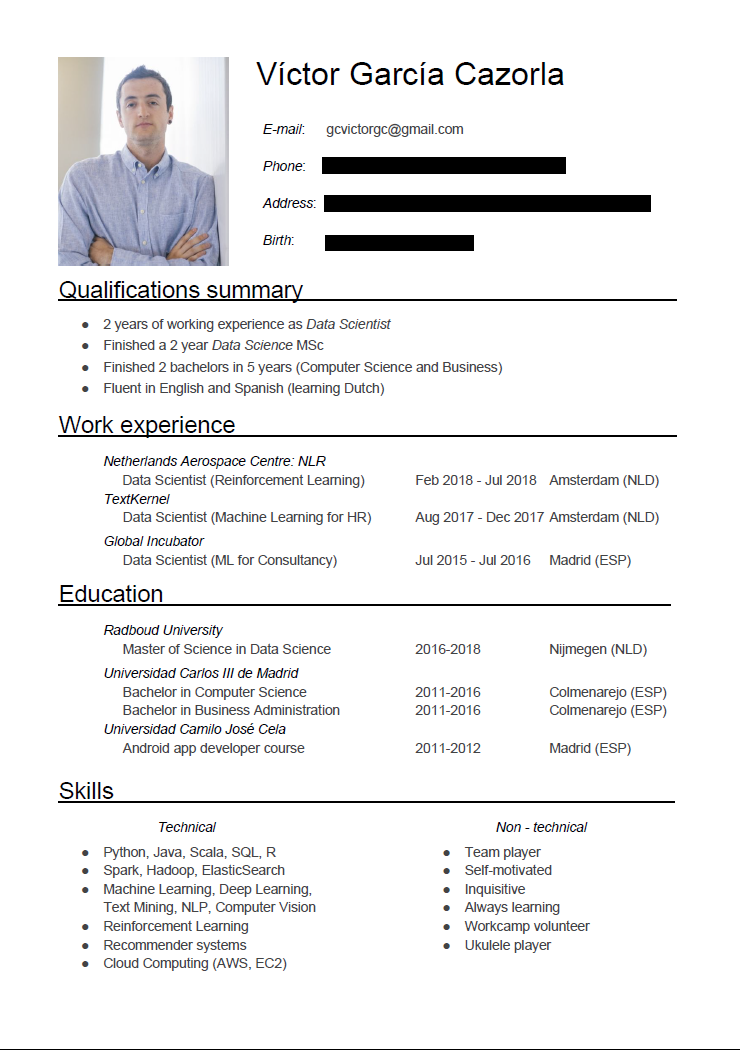 Víctor García Cazorla
E-mail: gcvictorgc@gmail.com
Phone:
Address:
Birth:
Qualifications summary
● 2 years of working experience as Data Scientist
● Finished a 2 year Data Science MSc
● Finished 2 bachelors in 5 years (Computer Science and Business)
● Fluent in English and Spanish (learning Dutch)
Work experience
Netherlands Aerospace Centre: NLR
Data Scientist (Reinforcement Learning) Feb 2018 - Jul 2018 Amsterdam (NLD)
TextKernel
Data Scientist (Machine Learning for HR) Aug 2017 - Dec 2017 Amsterdam (NLD)
Global Incubator
Data Scientist (ML for Consultancy) Jul 2015 - Jul 2016 Madrid (ESP)
Education
Radboud University
Master of Science in Data Science 2016-2018 Nijmegen (NLD)
Universidad Carlos III de Madrid
Bachelor in Computer Science 2011-2016 Colmenarejo (ESP)
Bachelor in Business Administration 2011-2016 Colmenarejo (ESP)
Universidad Camilo José Cela
Android app developer course 2011-2012 Madrid (ESP)
Skills
Technical
● Python, Java, Scala, SQL, R
● Spark, Hadoop, ElasticSearch
● Machine Learning, Deep Learning,
Text Mining, NLP, Computer Vision
● Reinforcement Learning
● Recommender systems
● Cloud Computing (AWS, EC2)
Non - technical
● Team player
● Self-motivated
● Inquisitive
● Always learning
● Workcamp volunteer
● Ukulele player